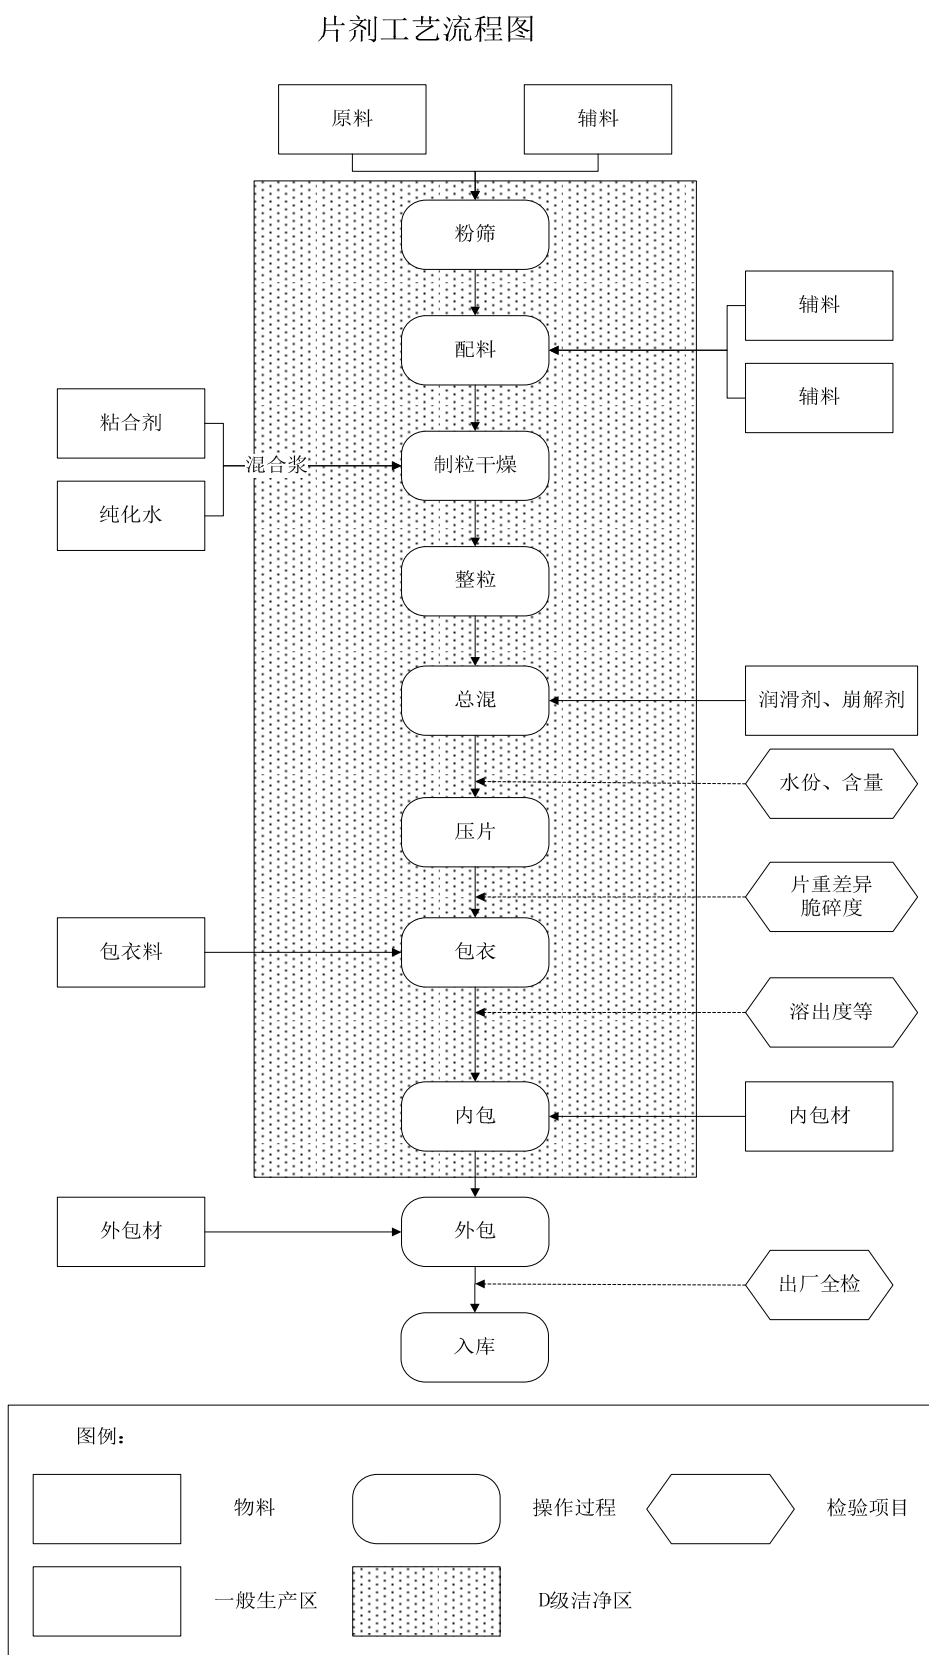 片剂工艺流程图
原料
辅料
粉筛
辅料
配料
辅料
粘合剂
混合浆
制粒干燥
纯化水
整粒
总混
润滑剂、崩解剂
水份、含量
压片
片重差异
脆碎度
包衣料
包衣
溶出度等
内包
内包材
外包材
外包
出厂全检
入库
图例：
物料
操作过程
检验项目
一般生产区
D级洁净区